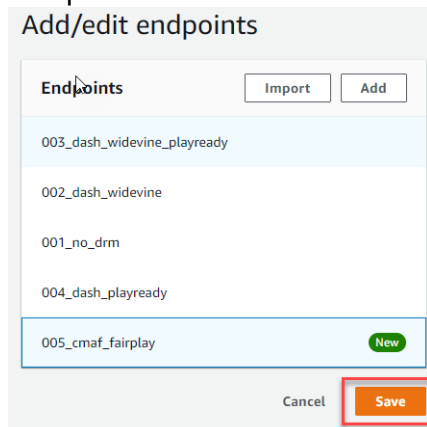 Add/edit endpoints
Endpoints Import Add
003_dash_widevine_playready
002_dash_widevine
001_no_drm
004_dash_playready
005_cmaf_fairplay New
Cancel Save